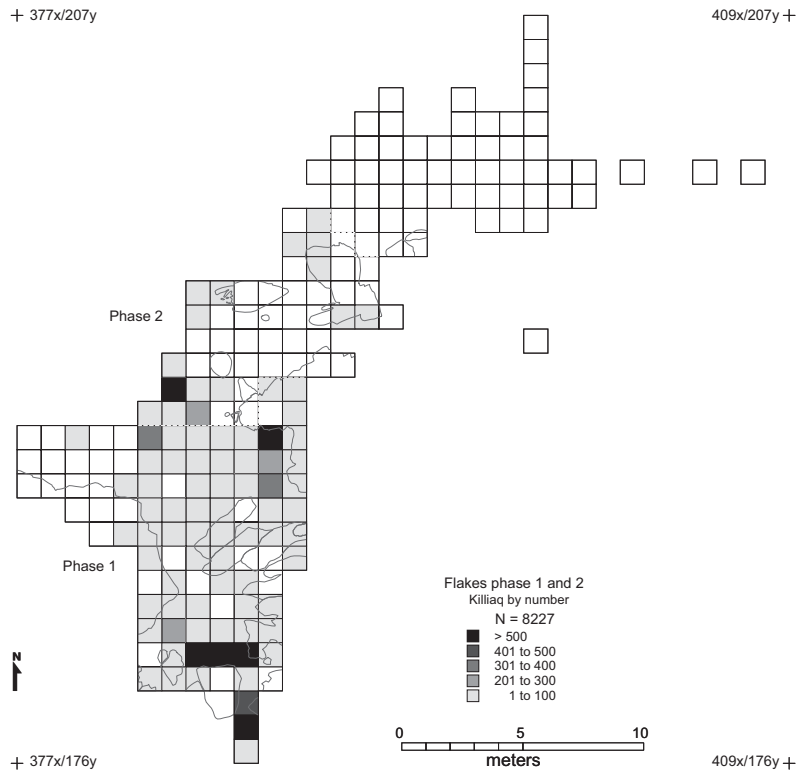 377x/207y
409x/207y
Phase 2
Phase 1
Flakes phase 1 and 2
Killiaq by number
N = 8227
> 500
401 to 500
301 to 400
201 to 300
1 to 100
N
0 5 10
meters
377x/176y
409x/176y